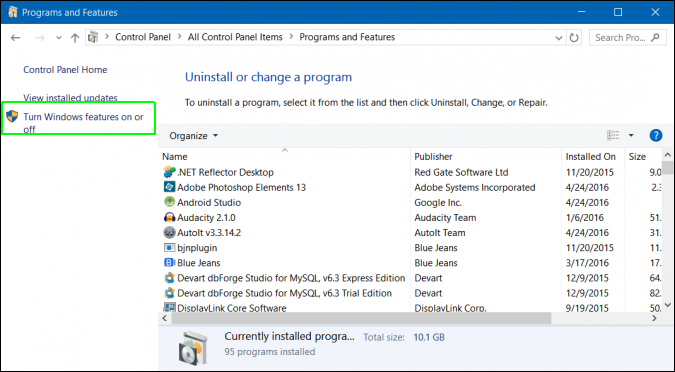 Programs and Features
Control Panel > All Control Panel Items > Programs and Features
Search Pro...
Control Panel Home
View installed updates
Turn Windows features on or
off
Uninstall or change a program
To uninstall a program, select it from the list and then click Uninstall, Change, or Repair.
Organize
Name Publisher Installed On Size
.NET Reflector Desktop Red Gate Software Ltd 11/20/2015 9.0
Adobe Photoshop Elements 13 Adobe Systems Incorporated 4/24/2016 2.3
Android Studio Google Inc. 4/24/2016
Audacity 2.1.0 Audacity Team 1/6/2016 51.
AutoIt v3.3.14.2 AutoIt Team 4/24/2016 31.
bjnplugin Blue Jeans 11/20/2015 11.
Blue Jeans Blue Jeans 3/17/2016 17.
Devart dbForge Studio for MySQL, v6.3 Express Edition Devart 12/9/2015 64.
Devart dbForge Studio for MySQL, v6.3 Trial Edition Devart 12/9/2015 82.
DisplayLink Core Software DisplayLink Corp. 9/19/2015 50.
Currently installed progra... Total size: 10.1 GB
95 programs installed